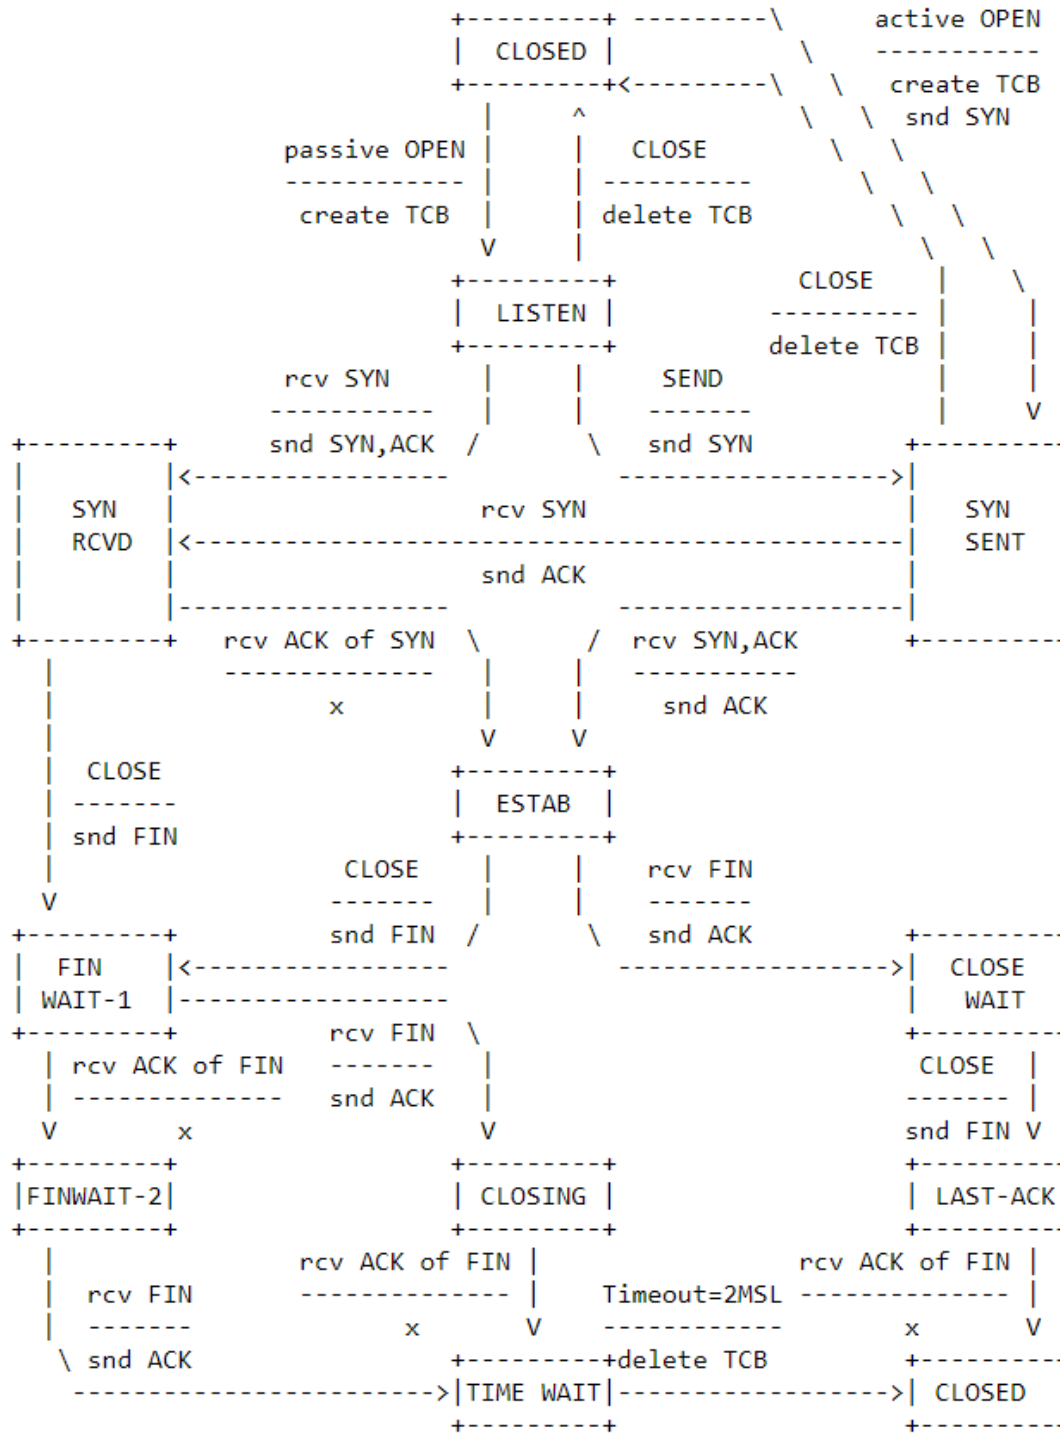 +---------+ ---------\      active OPEN
                              |  CLOSED |            \    -----------
                              +---------+<---------\   \   create TCB
                                |     ^              \   \  snd SYN
                   passive OPEN |     |   CLOSE        \   \
                   ------------ |     | ----------       \   \
                    create TCB  |     | delete TCB         \   \
                                V     |                      \   \
                              +---------+            CLOSE    |    \
                              |  LISTEN |          ---------- |     |
                              +---------+          delete TCB |     |
                   rcv SYN      |     |     SEND              |     |
                  -----------   |     |    -------            |     V
 +---------+      snd SYN,ACK  /       \   snd SYN          +----------
 |         |<-----------------           ------------------>|
 |   SYN   |                    rcv SYN                     |   SYN
 |   RCVD  |<-----------------------------------------------|   SENT
 |         |                    snd ACK                     |
 |         |------------------           -------------------|
 +---------+   rcv ACK of SYN  \       /  rcv SYN,ACK       +----------
   |           --------------   |     |   -----------
   |                  x         |     |     snd ACK
   |                            V     V
   |  CLOSE                   +---------+
   | -------                  |  ESTAB  |
   | snd FIN                  +---------+
   |                   CLOSE    |     |    rcv FIN
   V                  -------   |     |    -------
 +---------+          snd FIN  /       \   snd ACK          +----------
 |  FIN    |<-----------------           ------------------>|  CLOSE
 | WAIT-1  |------------------                              |   WAIT
 +---------+          rcv FIN  \                            +----------
   | rcv ACK of FIN   -------   |                            CLOSE  |
   | --------------   snd ACK   |                           ------- |
   V        x                   V                           snd FIN V
 +---------+                  +---------+                   +----------
 |FINWAIT-2|                  | CLOSING |                   | LAST-ACK
 +---------+                  +---------+                   +----------
   |                rcv ACK of FIN |                 rcv ACK of FIN |
   |  rcv FIN       -------------- |    Timeout=2MSL -------------- |
   |  -------              x       V    ------------        x       V
    \ snd ACK                 +---------+delete TCB         +----------
     ------------------------>|TIME WAIT|------------------>| CLOSED
                              +---------+                   +----------